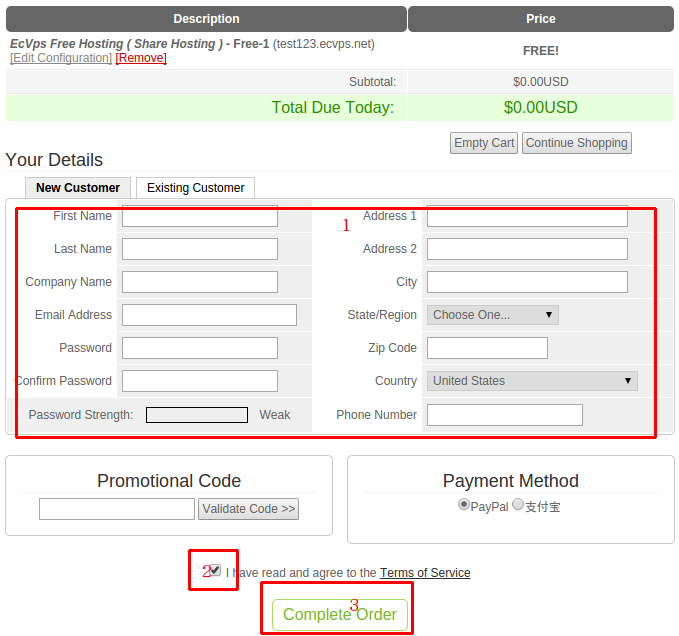 Description Price
EcVps Free Hosting ( Share Hosting ) - Free-1 (test123.ecvps.net)
[Edit Configuration] [Remove]
FREE!
Subtotal: $0.00USD
Total Due Today: $0.00USD
Empty Cart Continue Shopping
Your Details
New Customer Existing Customer
1
First Name Address 1
Last Name Address 2
Company Name City
Email Address State/Region Choose One...
Password Zip Code
Confirm Password Country United States
Password Strength: Weak Phone Number
Promotional Code
Validate Code >>
Payment Method
PayPal 支付宝
2 I have read and agree to the Terms of Service
3
Complete Order